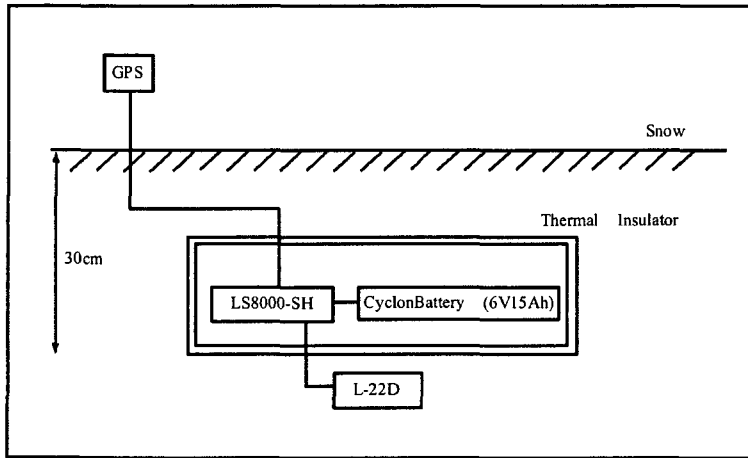 GPS
Snow
Thermal Insulator
30cm
LS8000-SH
CyclonBattery (6V15Ah)
L-22D